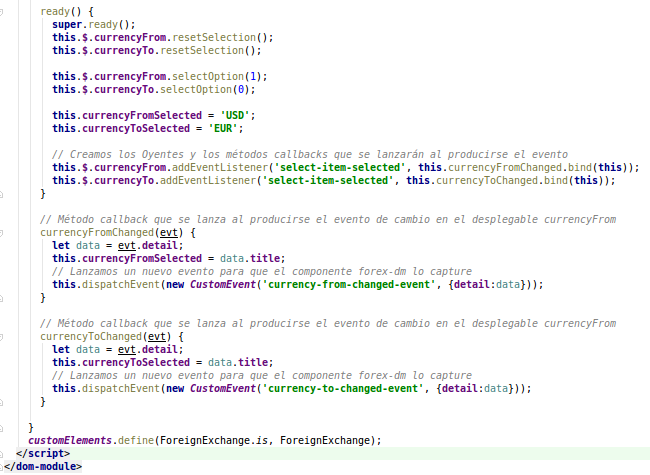 ready() {
super.ready();
this.$.currencyFrom.resetSelection();
this.$.currencyTo.resetSelection();
this.$.currencyFrom.selectOption(1);
this.$.currencyTo.selectOption(0);
this.currencyFromSelected = 'USD';
this.currencyToSelected = 'EUR';
// Creamos los Oyentes y los métodos callbacks que se lanzarán al producirse el evento
this.$.currencyFrom.addEventListener('select-item-selected', this.currencyFromChanged.bind(this));
this.$.currencyTo.addEventListener('select-item-selected', this.currencyToChanged.bind(this));
}
// Método callback que se lanza al producirse el evento de cambio en el desplegable currencyFrom
currencyFromChanged(evt) {
let data = evt.detail;
this.currencyFromSelected = data.title;
// Lanzamos un nuevo evento para que el componente forex-dm lo capture
this.dispatchEvent(new CustomEvent('currency-from-changed-event', {detail:data}));
}
// Método callback que se lanza al producirse el evento de cambio en el desplegable currencyFrom
currencyToChanged(evt) {
let data = evt.detail;
this.currencyToSelected = data.title;
// Lanzamos un nuevo evento para que el componente forex-dm lo capture
this.dispatchEvent(new CustomEvent('currency-to-changed-event', {detail:data}));
}
}
customElements.define(ForeignExchange.is, ForeignExchange);
</script>
</dom-module>